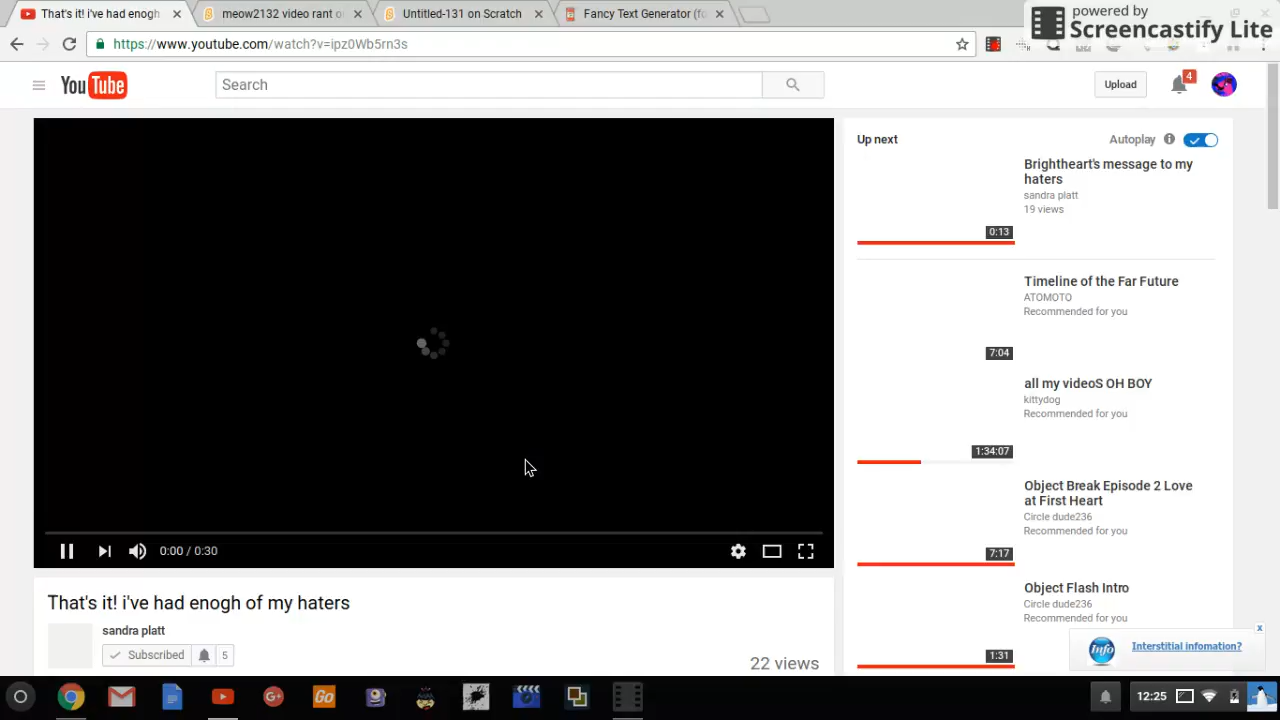 That's it! i've had enogh
meow2132 video rant o
Untitled-131 on Scratch
Fancy Text Generator (fo
powered by
Screencastify Lite
https://www.youtube.com/watch?v=ipz0Wb5rn3s
YouTube
Search
Upload
4
Up next
Autoplay
Brightheart's message to my
haters
sandra platt
19 views
0:13
Timeline of the Far Future
ATOMOTO
Recommended for you
7:04
all my videoS OH BOY
kittydog
Recommended for you
1:34:07
Object Break Episode 2 Love
at First Heart
Circle dude236
Recommended for you
7:17
Object Flash Intro
Circle dude236
Recommended for you
1:31
0:00 / 0:30
That's it! i've had enogh of my haters
sandra platt
Subscribed
5
22 views
Info
Interstitial infomation?
x
Go
G+
12:25